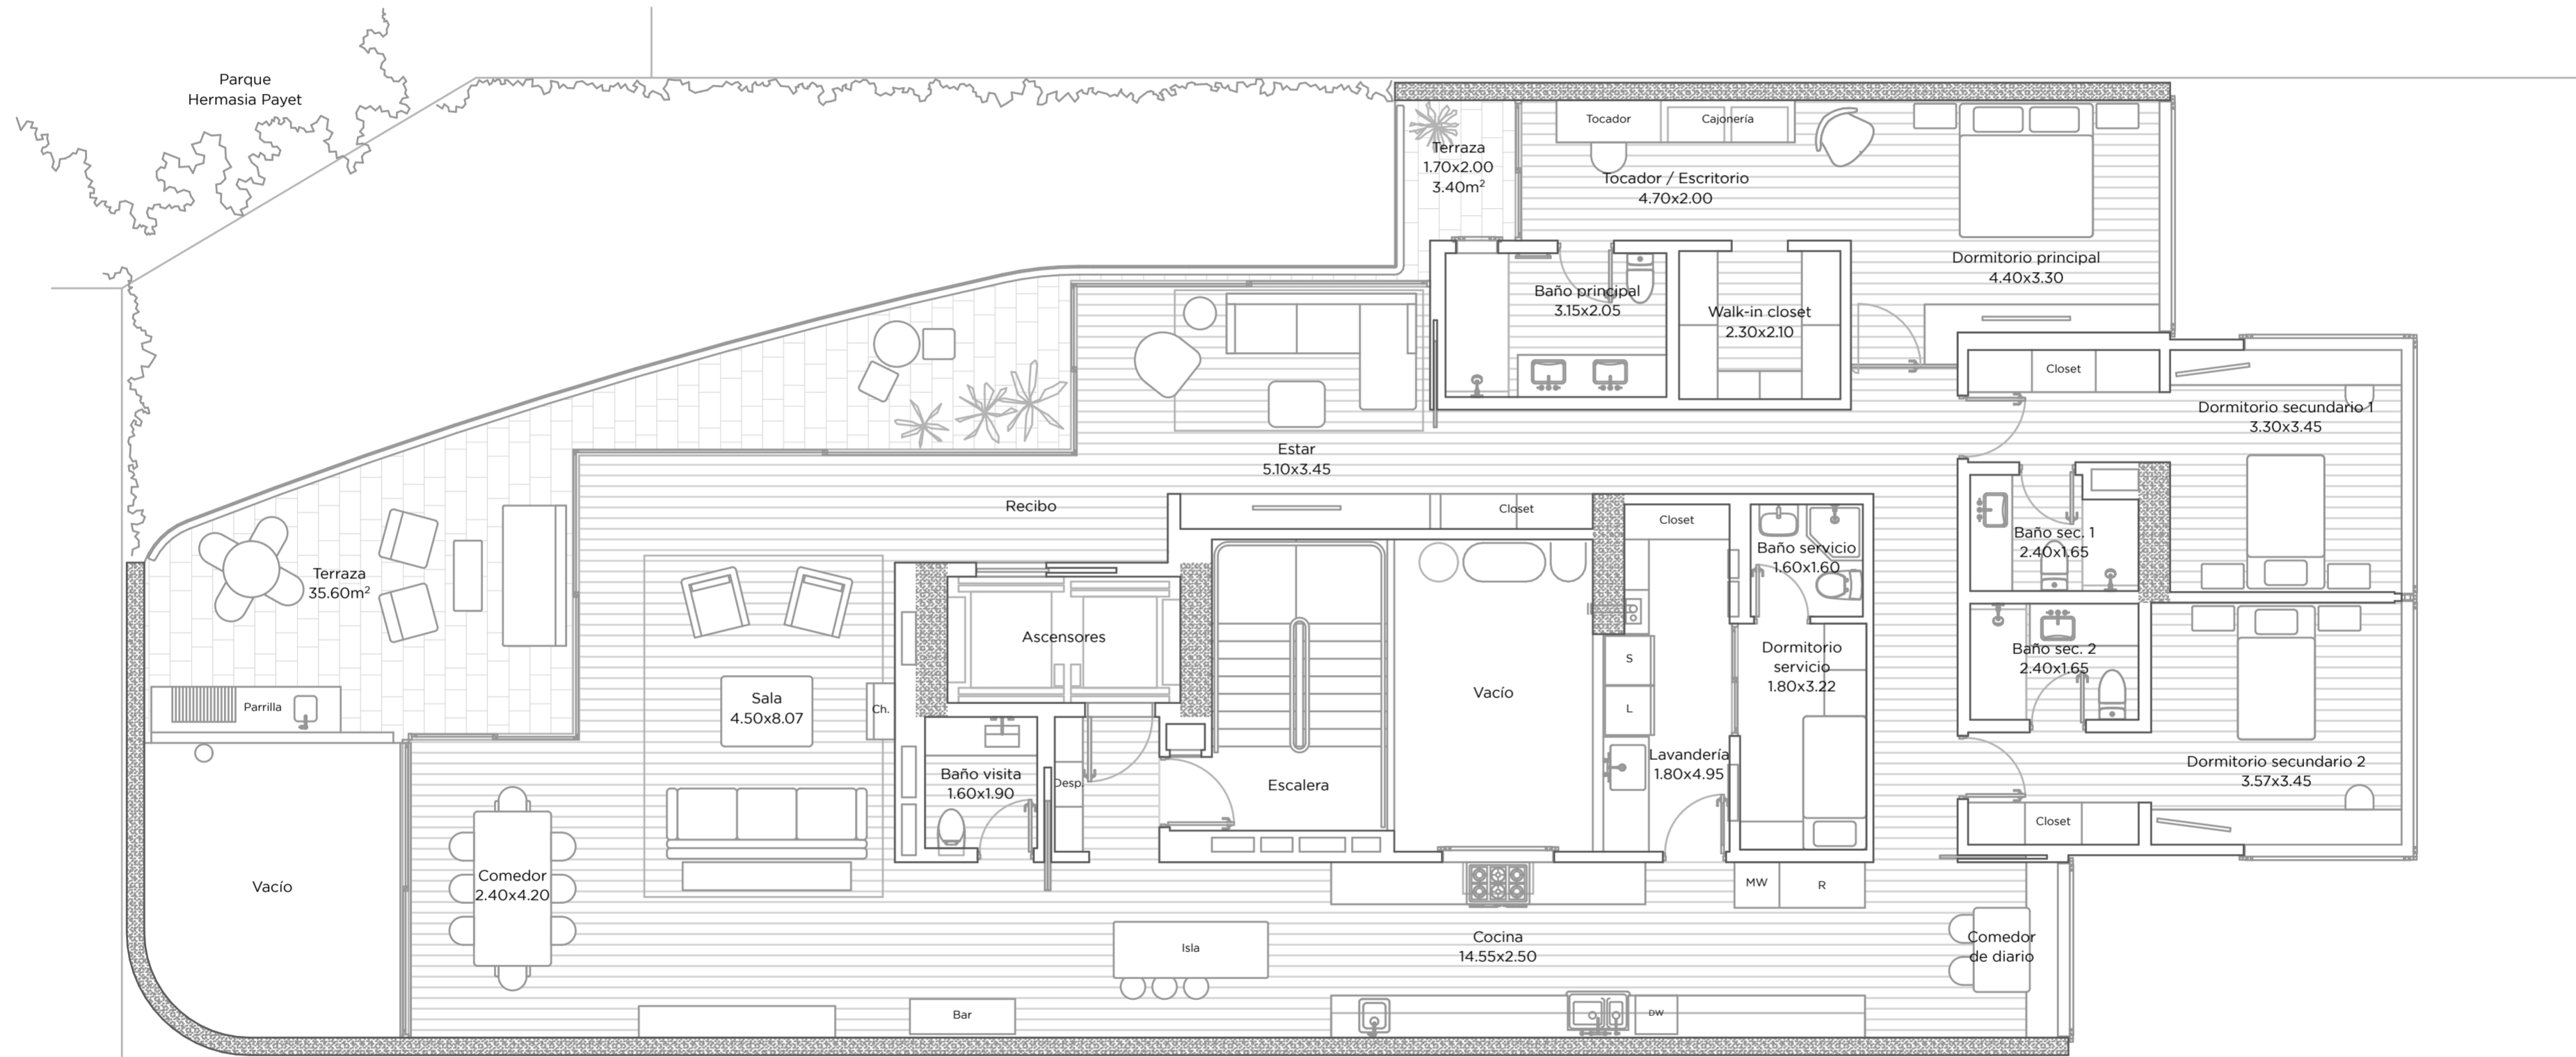 Parque
Hermasia Payet
Tocador
Cajonería
Terraza
1.70x2.00
3.40m²
Tocador / Escritorio
4.70x2.00
Dormitorio principal
4.40x3.30
Baño principal
3.15x2.05
Walk-in closet
2.30x2.10
Closet
Dormitorio secundario 1
3.30x3.45
Estar
5.10x3.45
Recibo
Closet
Closet
Baño servicio
1.60x1.60
Baño sec. 1
2.40x1.65
Terraza
35.60m²
Ascensores
Parrilla
Sala
4.50x8.07
Ch.
Vacío
S
L
Dormitorio
servicio
1.80x3.22
Baño sec. 2
2.40x1.65
Baño visita
1.60x1.90
Desp.
Escalera
Lavandería
1.80x4.95
Dormitorio secundario 2
3.57x3.45
Closet
Vacío
Comedor
2.40x4.20
MW
R
Isla
Cocina
14.55x2.50
Comedor
de diario
Bar
DW